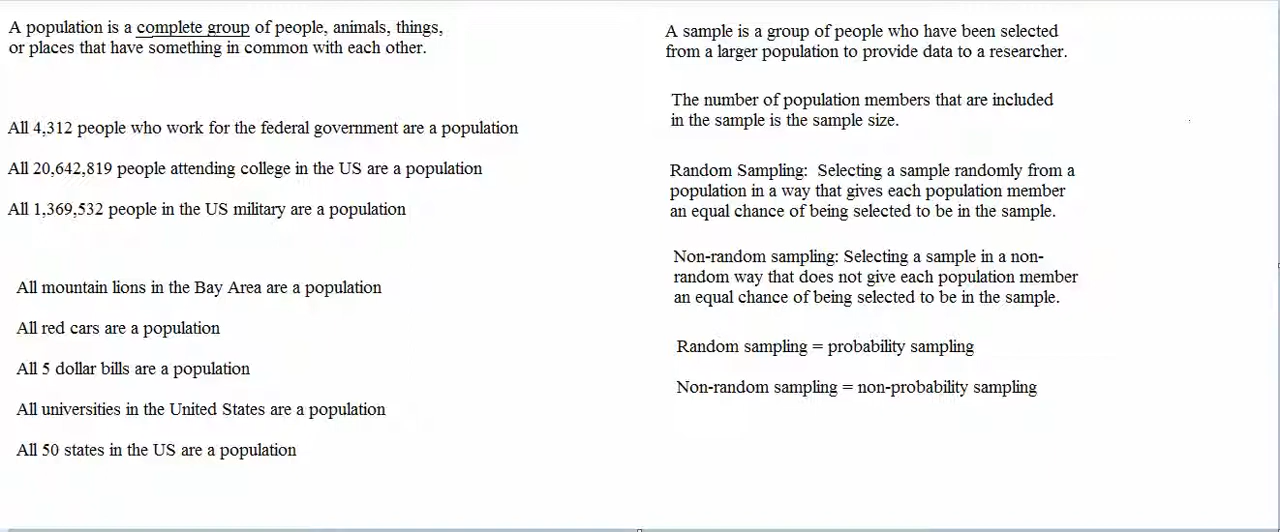 A population is a complete group of people, animals, things,
or places that have something in common with each other.
All 4,312 people who work for the federal government are a population
All 20,642,819 people attending college in the US are a population
All 1,369,532 people in the US military are a population
All mountain lions in the Bay Area are a population
All red cars are a population
All 5 dollar bills are a population
All universities in the United States are a population
All 50 states in the US are a population
A sample is a group of people who have been selected
from a larger population to provide data to a researcher.
The number of population members that are included
in the sample is the sample size.
Random Sampling:  Selecting a sample randomly from a
population in a way that gives each population member
an equal chance of being selected to be in the sample.
Non-random sampling: Selecting a sample in a non-
random way that does not give each population member
an equal chance of being selected to be in the sample.
Random sampling = probability sampling
Non-random sampling = non-probability sampling